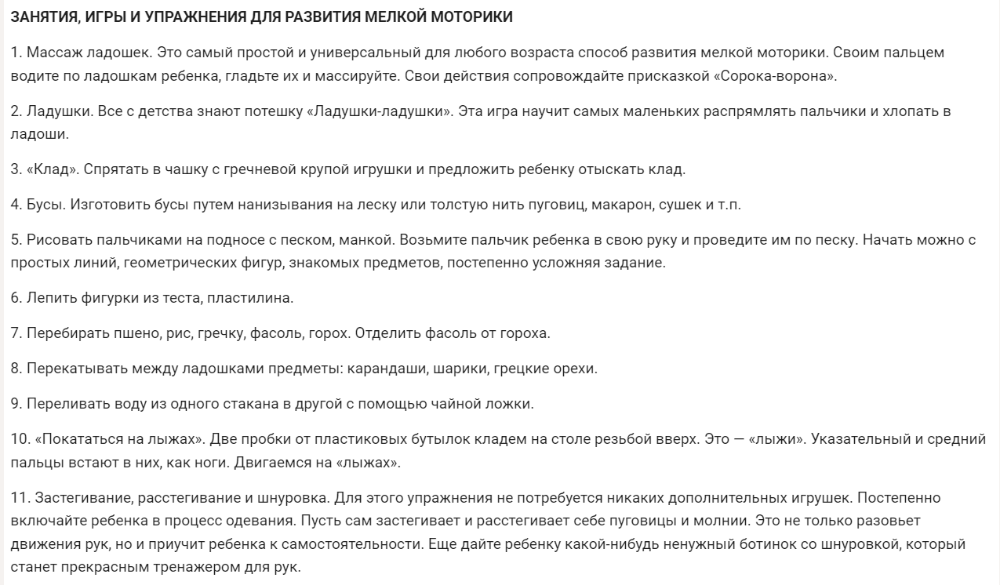 ЗАНЯТИЯ, ИГРЫ И УПРАЖНЕНИЯ ДЛЯ РАЗВИТИЯ МЕЛКОЙ МОТОРИКИ
1. Массаж ладошек. Это самый простой и универсальный для любого возраста способ развития мелкой моторики. Своим пальцем
водите по ладошкам ребенка, гладьте их и массируйте. Свои действия сопровождайте присказкой «Сорока-ворона».
2. Ладушки. Все с детства знают потешку «Ладушки-ладушки». Эта игра научит самых маленьких распрямлять пальчики и хлопать в
ладоши.
3. «Клад». Спрятать в чашку с гречневой крупой игрушки и предложить ребенку отыскать клад.
4. Бусы. Изготовить бусы путем нанизывания на леску или толстую нить пуговиц, макарон, сушек и т.п.
5. Рисовать пальчиками на подносе с песком, манкой. Возьмите пальчик ребенка в свою руку и проведите им по песку. Начать можно с
простых линий, геометрических фигур, знакомых предметов, постепенно усложняя задание.
6. Лепить фигурки из теста, пластилина.
7. Перебирать пшено, рис, гречку, фасоль, горох. Отделить фасоль от гороха.
8. Перекатывать между ладошками предметы: карандаши, шарики, грецкие орехи.
9. Переливать воду из одного стакана в другой с помощью чайной ложки.
10. «Покататься на лыжах». Две пробки от пластиковых бутылок кладем на столе резьбой вверх. Это — «лыжи». Указательный и средний
пальцы встают в них, как ноги. Двигаемся на «лыжах».
11. Застегивание, расстегивание и шнуровка. Для этого упражнения не потребуется никаких дополнительных игрушек. Постепенно
включайте ребенка в процесс одевания. Пусть сам застегивает и расстегивает себе пуговицы и молнии. Это не только разовьет
движения рук, но и приучит ребенка к самостоятельности. Еще дайте ребенку какой-нибудь ненужный ботинок со шнуровкой, который
станет прекрасным тренажером для рук.